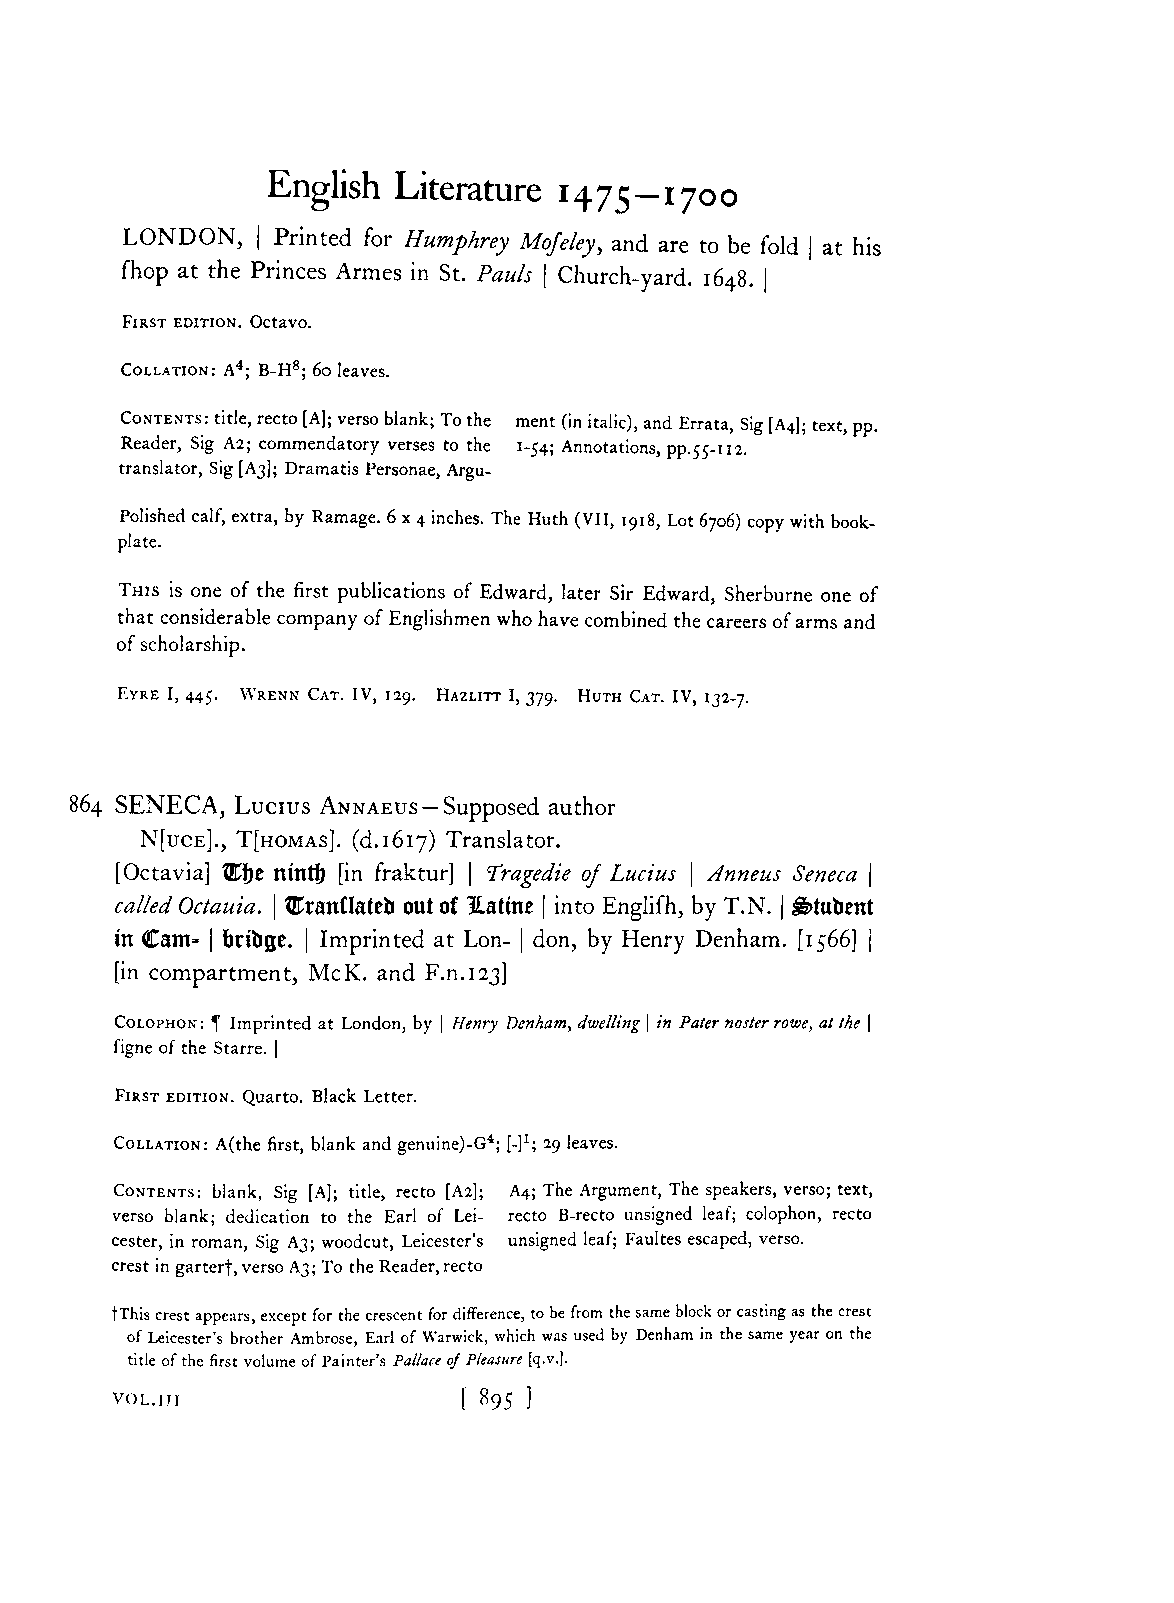 English Literature 1475–1700
LONDON, | Printed for Humphrey Moſeley, and are to be ſold | at his
ſhop at the Princes Armes in St. Pauls | Church-yard. 1648. |
FIRST EDITION. Octavo.
COLLATION: A⁴; B-H⁸; 60 leaves.
CONTENTS: title, recto [A]; verso blank; To the
Reader, Sig A2; commendatory verses to the
translator, Sig [A3]; Dramatis Personae, Argu-
ment (in italic), and Errata, Sig [A4]; text, pp.
1-54; Annotations, pp.55-112.
Polished calf, extra, by Ramage. 6 x 4 inches. The Huth (VII, 1918, Lot 6706) copy with book-
plate.
THIS is one of the first publications of Edward, later Sir Edward, Sherburne one of
that considerable company of Englishmen who have combined the careers of arms and
of scholarship.
EYRE I, 445. WRENN CAT. IV, 129. HAZLITT I, 379. HUTH CAT. IV, 132-7.
864 SENECA, LUCIUS ANNAEUS—Supposed author
N[UCE]., T[HOMAS]. (d.1617) Translator.
[Octavia] The ninth [in fraktur] | Tragedie of Lucius | Anneus Seneca |
called Octauia. | Tranſlated out of Latine | into Engliſh, by T.N. | Student
in Cam- | bridge. | Imprinted at Lon- | don, by Henry Denham. [1566] |
[in compartment, McK. and F.n.123]
COLOPHON: ¶ Imprinted at London, by | Henry Denham, dwelling | in Pater noster rowe, at the |
ſigne of the Starre. |
FIRST EDITION. Quarto. Black Letter.
COLLATION: A(the first, blank and genuine)-G⁴; [-]¹; 29 leaves.
CONTENTS: blank, Sig [A]; title, recto [A2];
verso blank; dedication to the Earl of Lei-
cester, in roman, Sig A3; woodcut, Leicester's
crest in garter†, verso A3; To the Reader, recto
A4; The Argument, The speakers, verso; text,
recto B-recto unsigned leaf; colophon, recto
unsigned leaf; Faultes escaped, verso.
†This crest appears, except for the crescent for difference, to be from the same block or casting as the crest
of Leicester's brother Ambrose, Earl of Warwick, which was used by Denham in the same year on the
title of the first volume of Painter's Pallace of Pleasure [q.v.].
VOL.III [ 895 ]